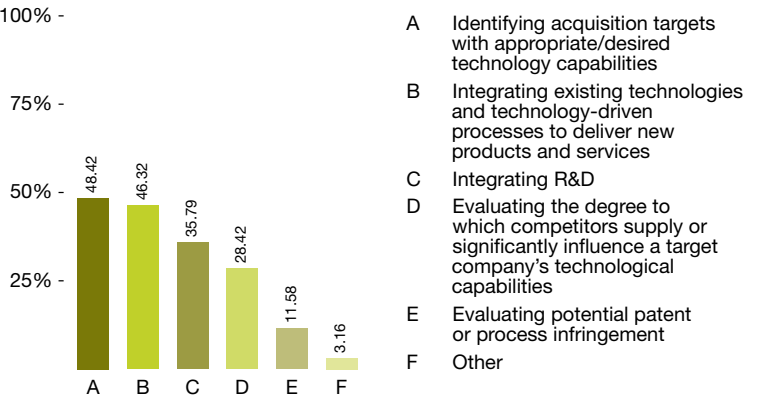 100% -
75% -
50% -
25% -
48.42
46.32
35.79
28.42
11.58
3.16
A B C D E F
A Identifying acquisition targets
with appropriate/desired
technology capabilities
B Integrating existing technologies
and technology-driven
processes to deliver new
products and services
C Integrating R&D
D Evaluating the degree to
which competitors supply or
significantly influence a target
company’s technological
capabilities
E Evaluating potential patent
or process infringement
F Other